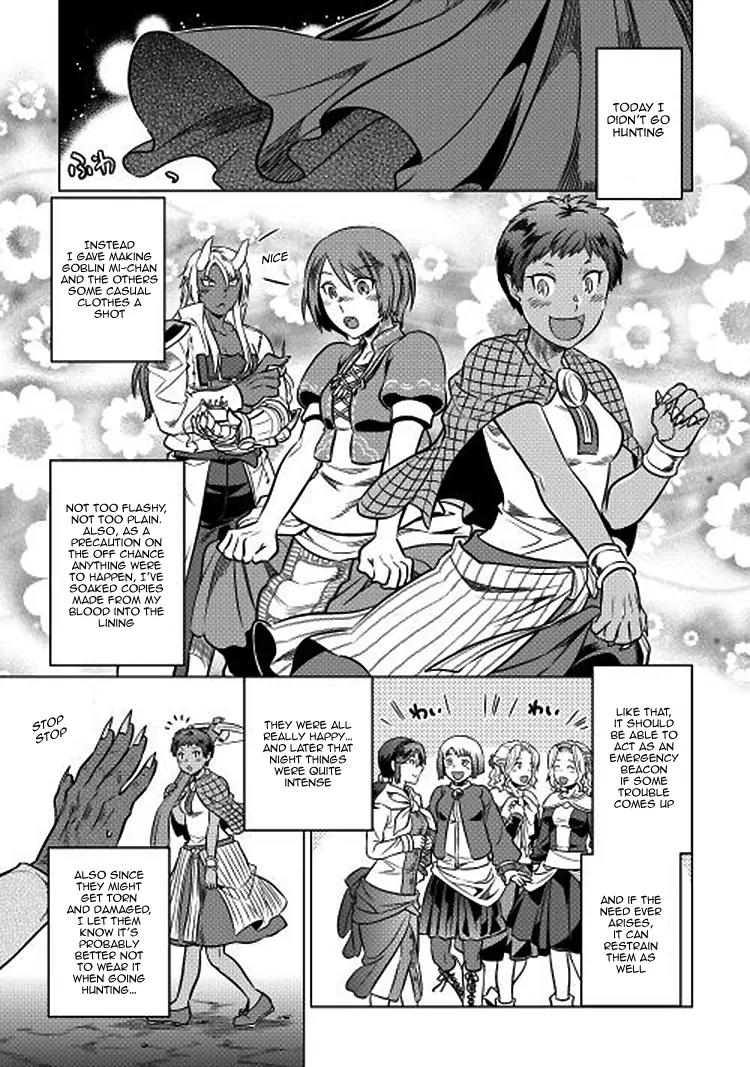 TODAY I
DIDN'T GO
HUNTING
ふわ
INSTEAD
I GAVE MAKING
GOBLIN MI-CHAN
AND THE OTHERS
SOME CASUAL
CLOTHES A
SHOT
NICE
NOT TOO FLASHY,
NOT TOO PLAIN.
ALSO, AS A
PRECAUTION ON
THE OFF CHANCE
ANYTHING WERE
TO HAPPEN, I'VE
SOAKED COPIES
MADE FROM MY
BLOOD INTO THE
LINING
LIKE THAT,
IT SHOULD
BE ABLE TO
ACT AS AN
EMERGENCY
BEACON
IF SOME
TROUBLE
COMES UP
わい
わい
AND IF THE
NEED EVER
ARISES,
IT CAN
RESTRAIN
THEM AS
WELL
THEY WERE ALL
REALLY HAPPY...
AND LATER THAT
NIGHT THINGS
WERE QUITE
INTENSE
STOP
STOP
ALSO SINCE
THEY MIGHT
GET TORN
AND DAMAGED,
I LET THEM
KNOW IT'S
PROBABLY
BETTER NOT
TO WEAR IT
WHEN GOING
HUNTING...